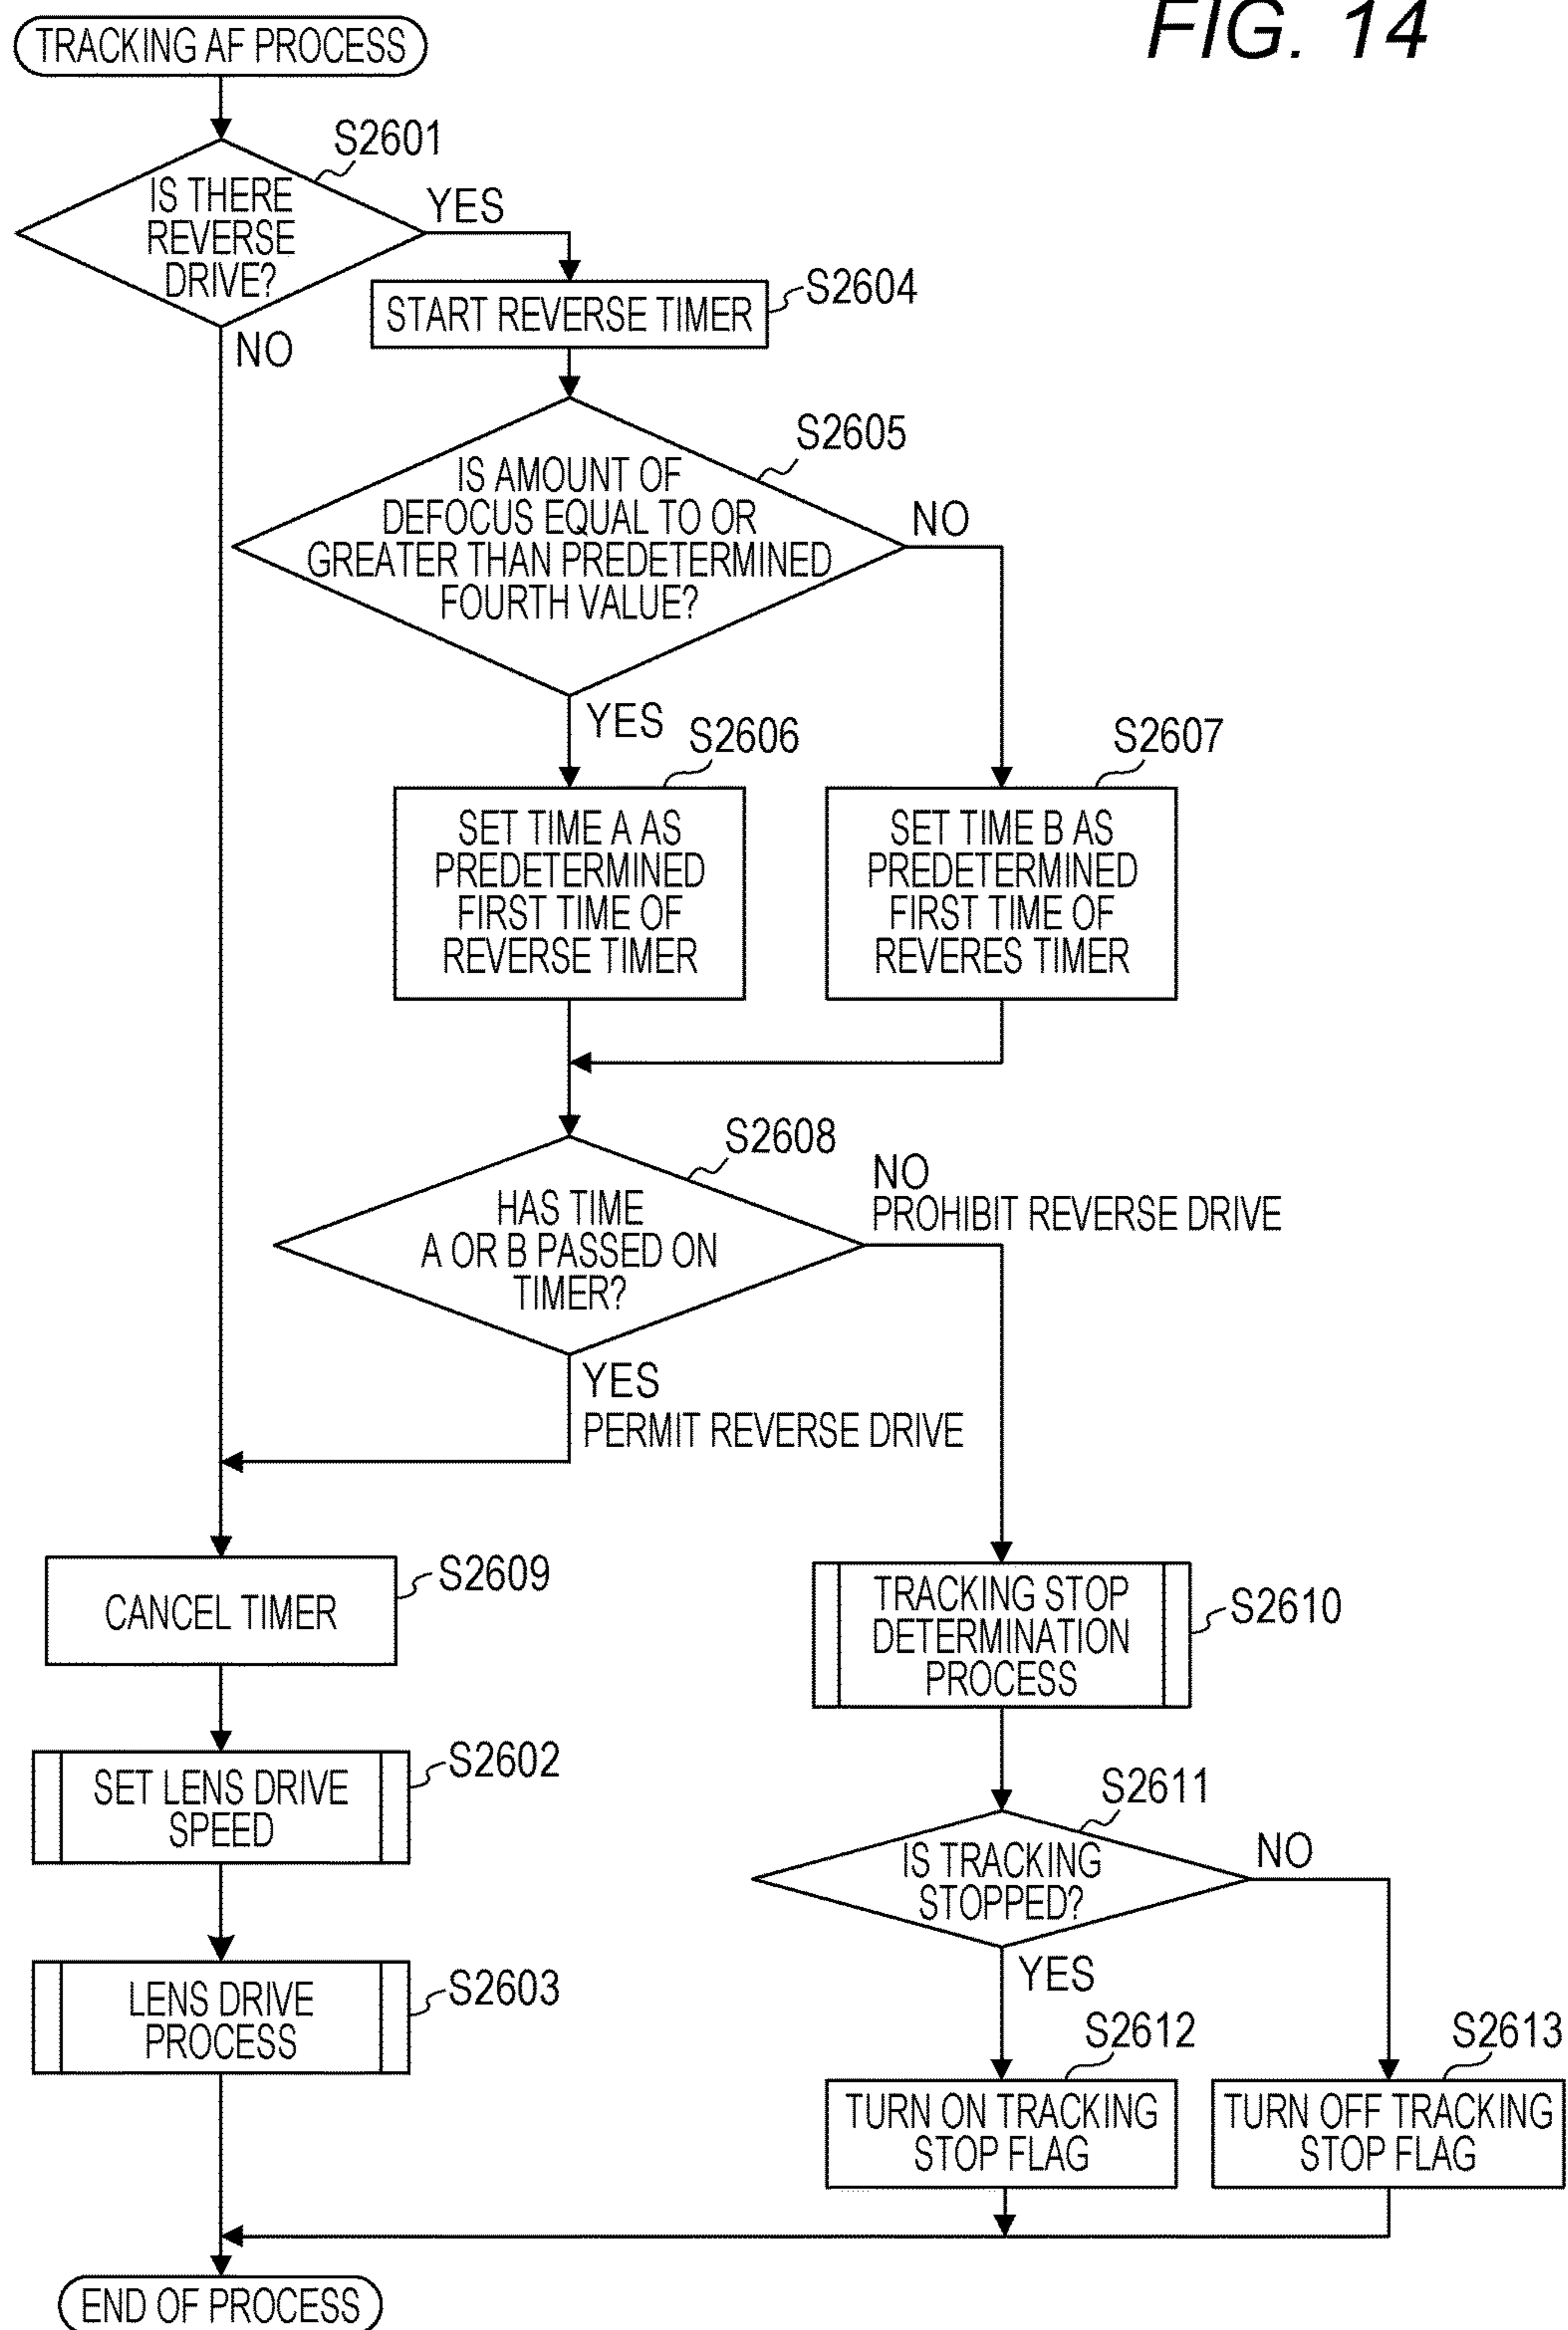 FIG. 14
TRACKING AF PROCESS
S2601
IS THERE
REVERSE
DRIVE?
YES
NO
START REVERSE TIMER
S2604
S2605
IS AMOUNT OF
DEFOCUS EQUAL TO OR
GREATER THAN PREDETERMINED
FOURTH VALUE?
NO
YES
S2606
SET TIME A AS
PREDETERMINED
FIRST TIME OF
REVERSE TIMER
S2607
SET TIME B AS
PREDETERMINED
FIRST TIME OF
REVERES TIMER
S2608
HAS TIME
A OR B PASSED ON
TIMER?
NO
PROHIBIT REVERSE DRIVE
YES
PERMIT REVERSE DRIVE
CANCEL TIMER
S2609
SET LENS DRIVE
SPEED
S2602
LENS DRIVE
PROCESS
S2603
TRACKING STOP
DETERMINATION
PROCESS
S2610
S2611
IS TRACKING
STOPPED?
NO
YES
S2612
TURN ON TRACKING
STOP FLAG
S2613
TURN OFF TRACKING
STOP FLAG
END OF PROCESS